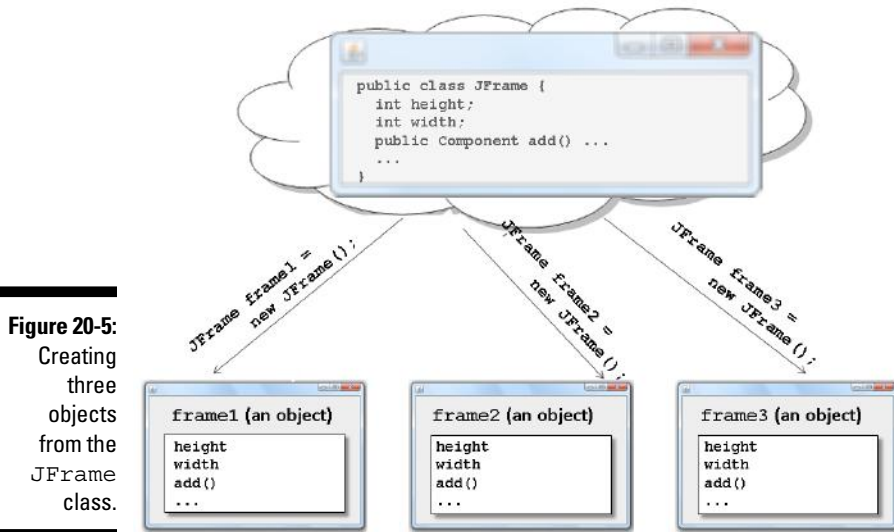 public class JFrame {
int height;
int width;
public Component add() ...
...
}
JFrame frame1 =
new JFrame();
JFrame frame2 =
new JFrame();
JFrame frame3 =
new JFrame();
Figure 20-5:
Creating
three
objects
from the
JFrame
class.
frame1 (an object)
height
width
add()
...
frame2 (an object)
height
width
add()
...
frame3 (an object)
height
width
add()
...